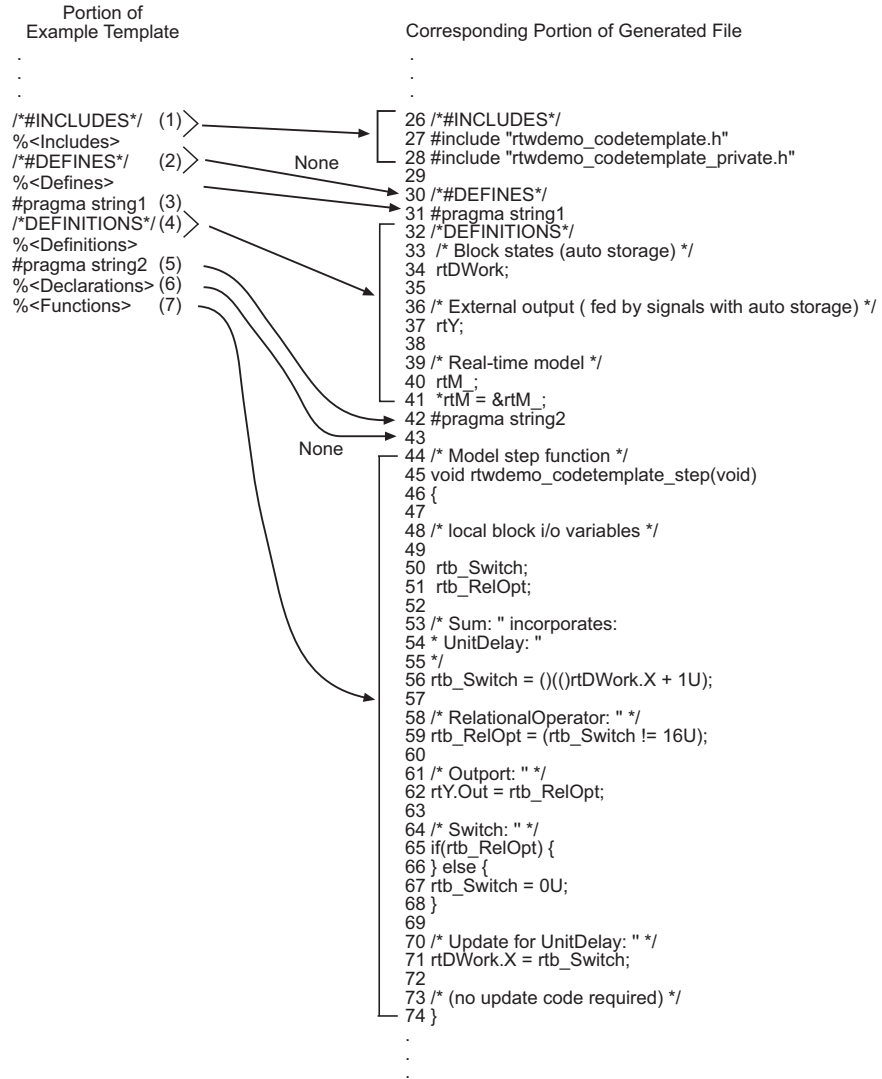 Portion of
Example Template
.
.
.
/*#INCLUDES*/ (1)
%<Includes>
/*#DEFINES*/ (2)
%<Defines>
#pragma string1 (3)
/*DEFINITIONS*/ (4)
%<Definitions>
#pragma string2 (5)
%<Declarations> (6)
%<Functions> (7)
None
None
Corresponding Portion of Generated File
.
.
.
26 /*#INCLUDES*/
27 #include "rtwdemo_codetemplate.h"
28 #include "rtwdemo_codetemplate_private.h"
29
30 /*#DEFINES*/
31 #pragma string1
32 /*DEFINITIONS*/
33 /* Block states (auto storage) */
34 rtDWork;
35
36 /* External output ( fed by signals with auto storage) */
37 rtY;
38
39 /* Real-time model */
40 rtM_;
41 *rtM = &rtM_;
42 #pragma string2
43
44 /* Model step function */
45 void rtwdemo_codetemplate_step(void)
46 {
47
48 /* local block i/o variables */
49
50 rtb_Switch;
51 rtb_RelOpt;
52
53 /* Sum: '' incorporates:
54 * UnitDelay: ''
55 */
56 rtb_Switch = ()(()rtDWork.X + 1U);
57
58 /* RelationalOperator: '' */
59 rtb_RelOpt = (rtb_Switch != 16U);
60
61 /* Outport: '' */
62 rtY.Out = rtb_RelOpt;
63
64 /* Switch: '' */
65 if(rtb_RelOpt) {
66 } else {
67 rtb_Switch = 0U;
68 }
69
70 /* Update for UnitDelay: '' */
71 rtDWork.X = rtb_Switch;
72
73 /* (no update code required) */
74 }
.
.
.